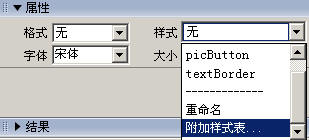 属性
格式 无 样式 无
字体 宋体 大小
picButton
textBorder
-------------
重命名
附加样式表...
结果